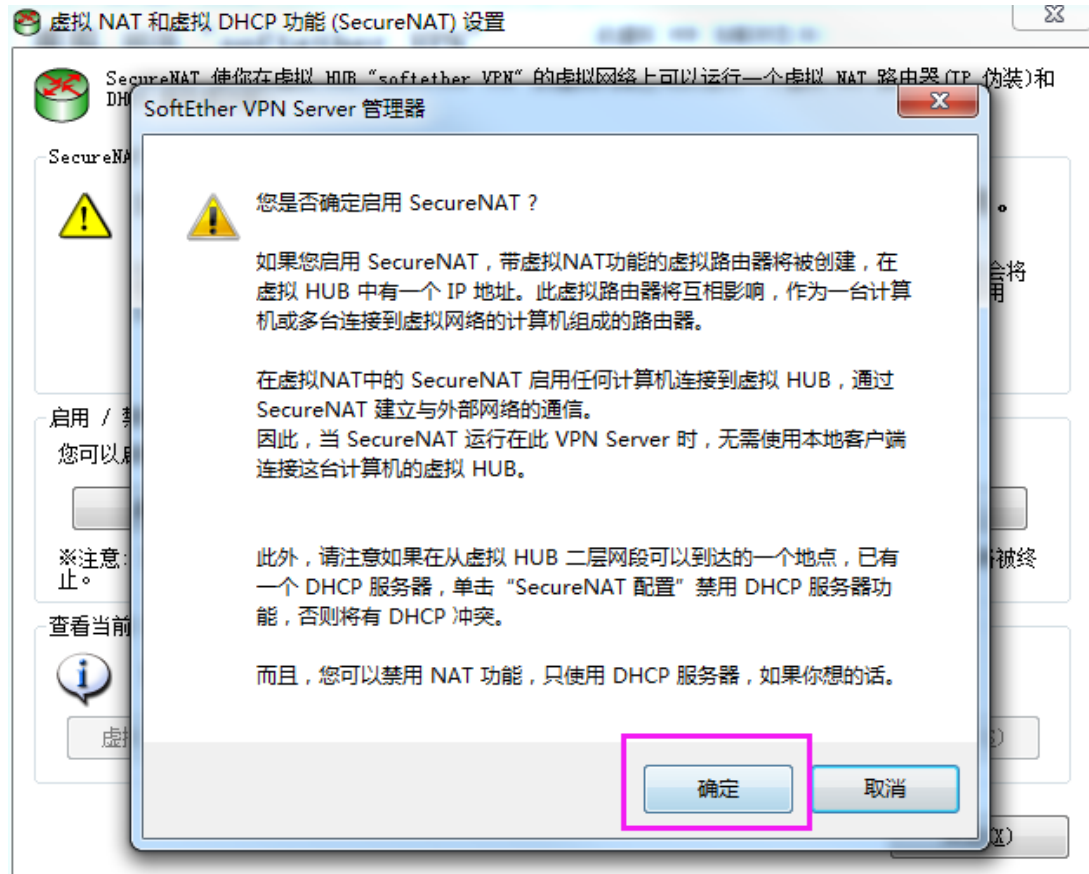 虚拟 NAT 和虚拟 DHCP 功能 (SecureNAT) 设置
SecureNAT 使你在虚拟 HUB “softether VPN” 的虚拟网络上可以运行一个虚拟 NAT 路由器(IP 伪装)和
DH
SoftEther VPN Server 管理器
SecureNA
您是否确定启用 SecureNAT？
如果您启用 SecureNAT，带虚拟NAT功能的虚拟路由器将被创建，在
虚拟 HUB 中有一个 IP 地址。此虚拟路由器将互相影响，作为一台计算
机或多台连接到虚拟网络的计算机组成的路由器。
会将
用
在虚拟NAT中的 SecureNAT 启用任何计算机连接到虚拟 HUB，通过
SecureNAT 建立与外部网络的通信。
因此，当 SecureNAT 运行在此 VPN Server 时，无需使用本地客户端
连接这台计算机的虚拟 HUB。
启用 /
您可以
此外，请注意如果在从虚拟 HUB 二层网段可以到达的一个地点，已有
一个 DHCP 服务器，单击“SecureNAT 配置”禁用 DHCP 服务器功
能，否则将有 DHCP 冲突。
※注意:
被终
止。
查看当前
而且，您可以禁用 NAT 功能，只使用 DHCP 服务器，如果你想的话。
虚
确定
取消
X)